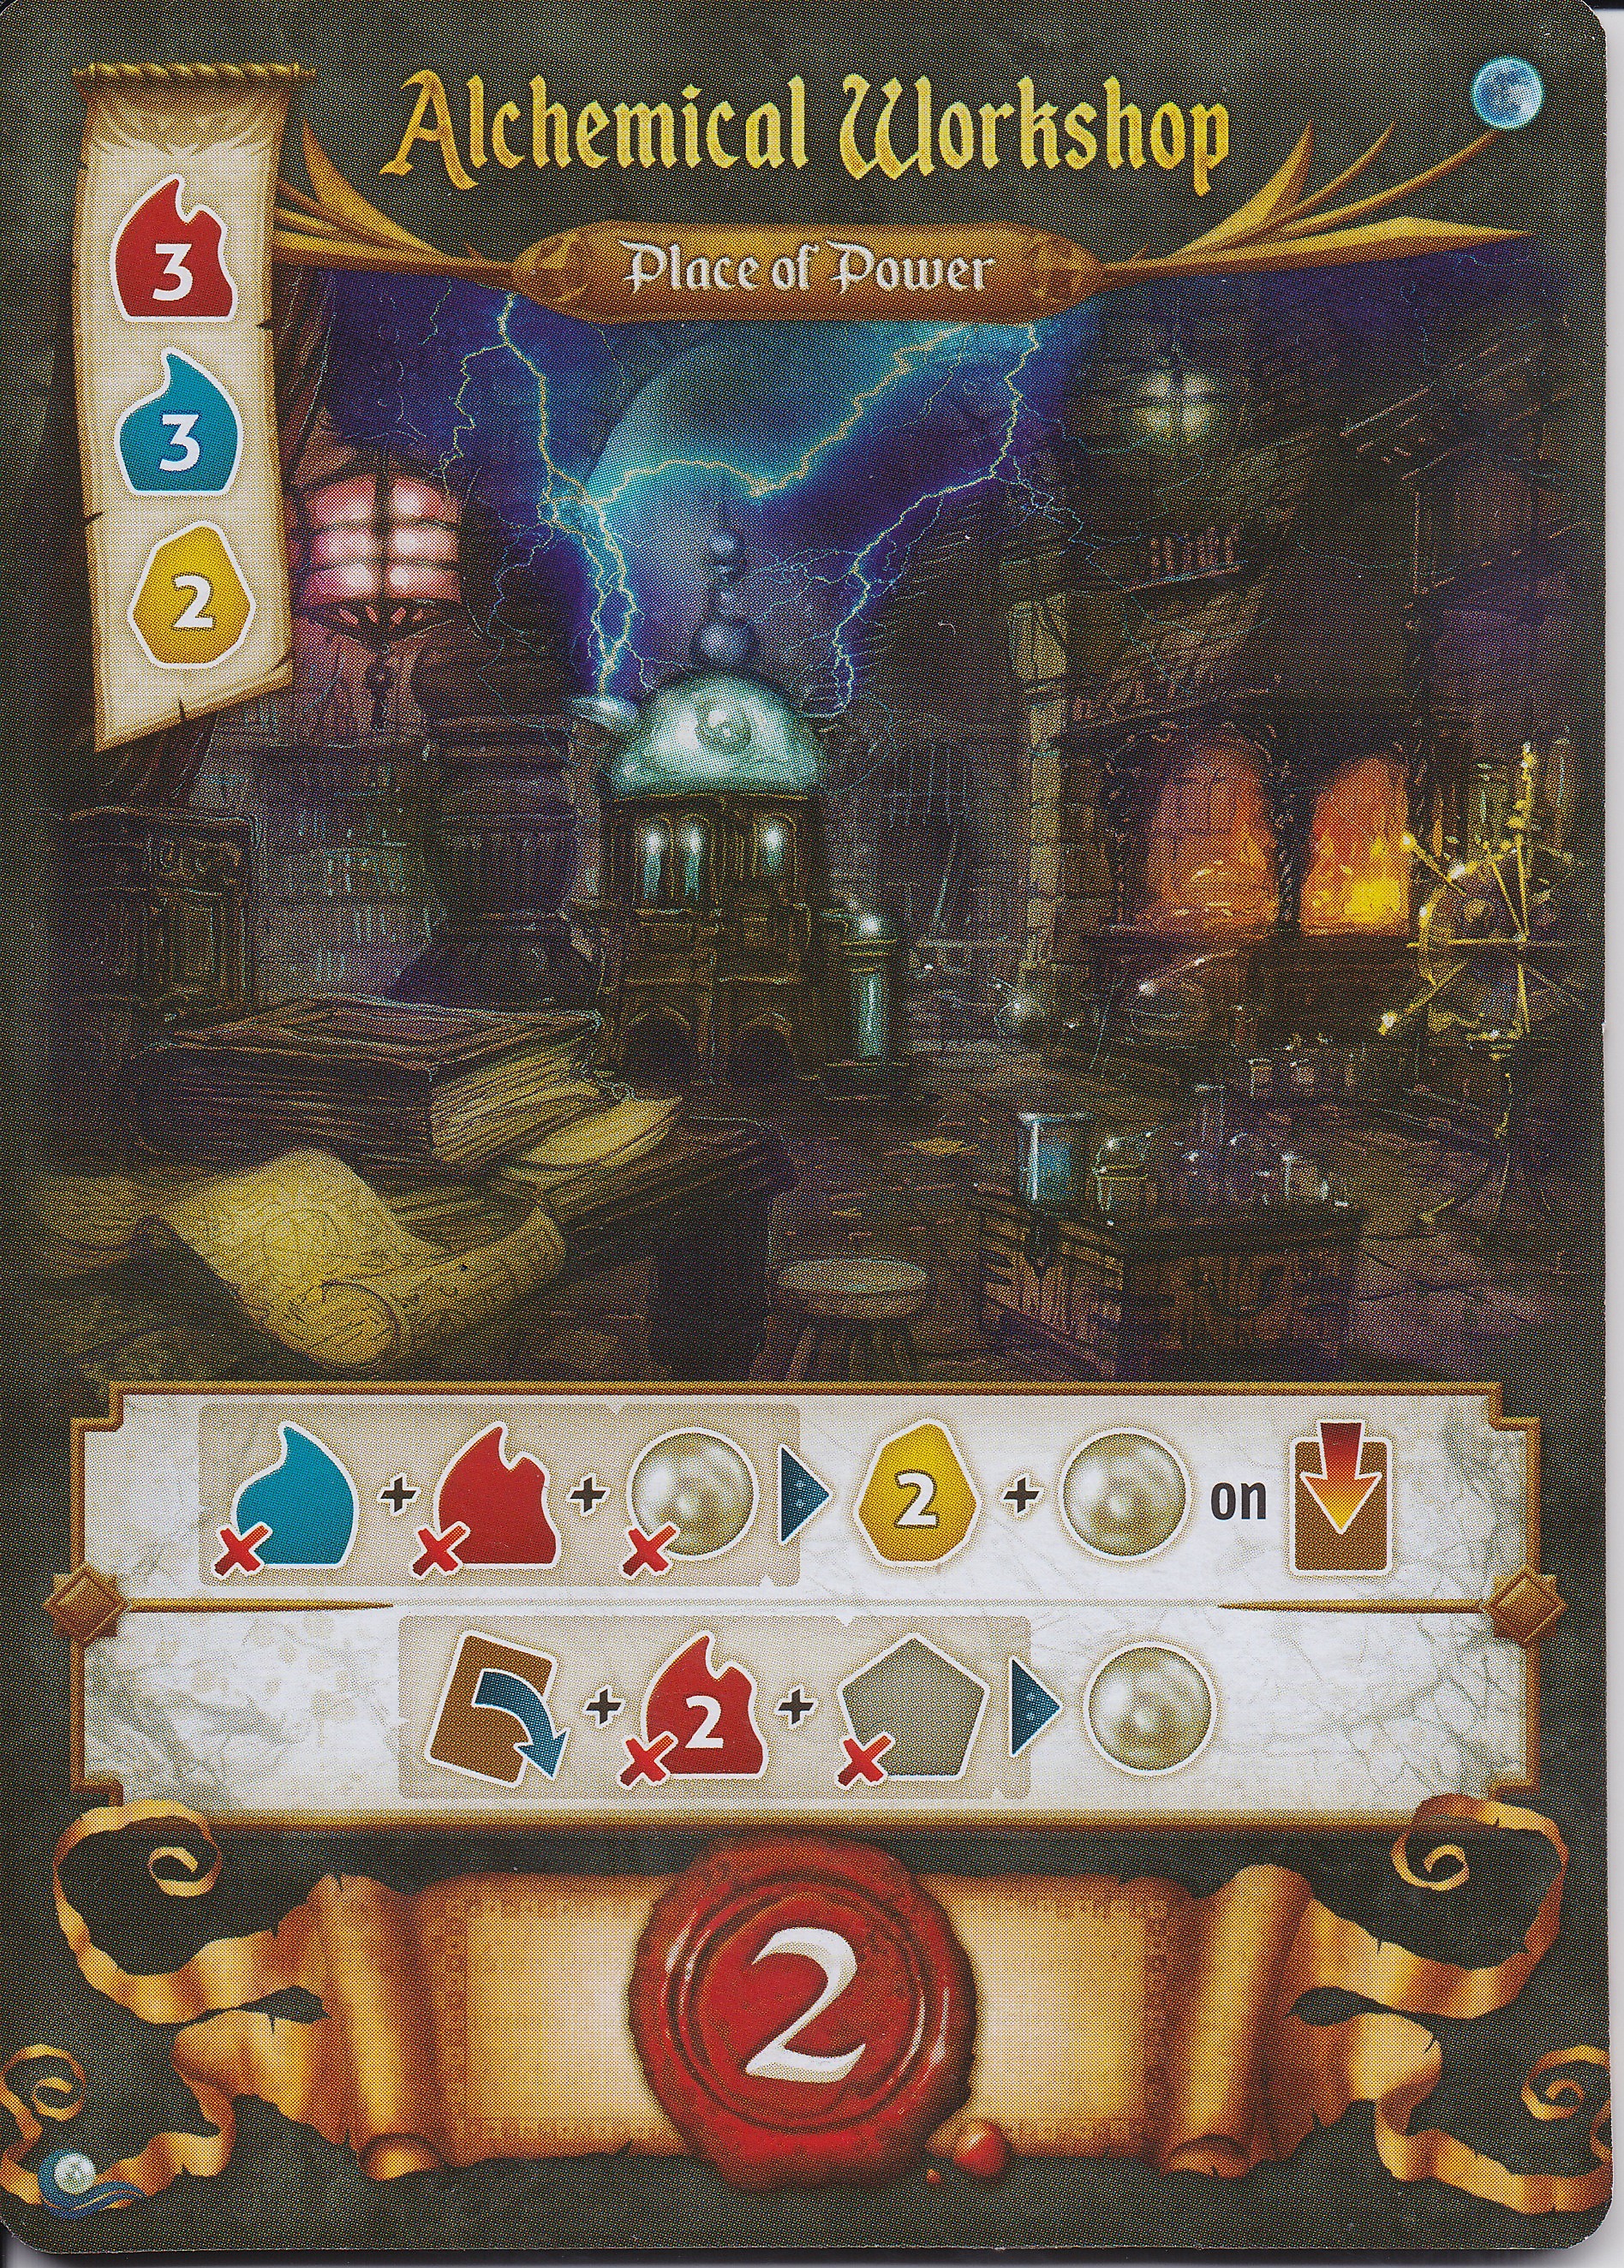 Alchemical Workshop
Place of Power
3
3
2
+ + 2 + on
+ 2 +
2